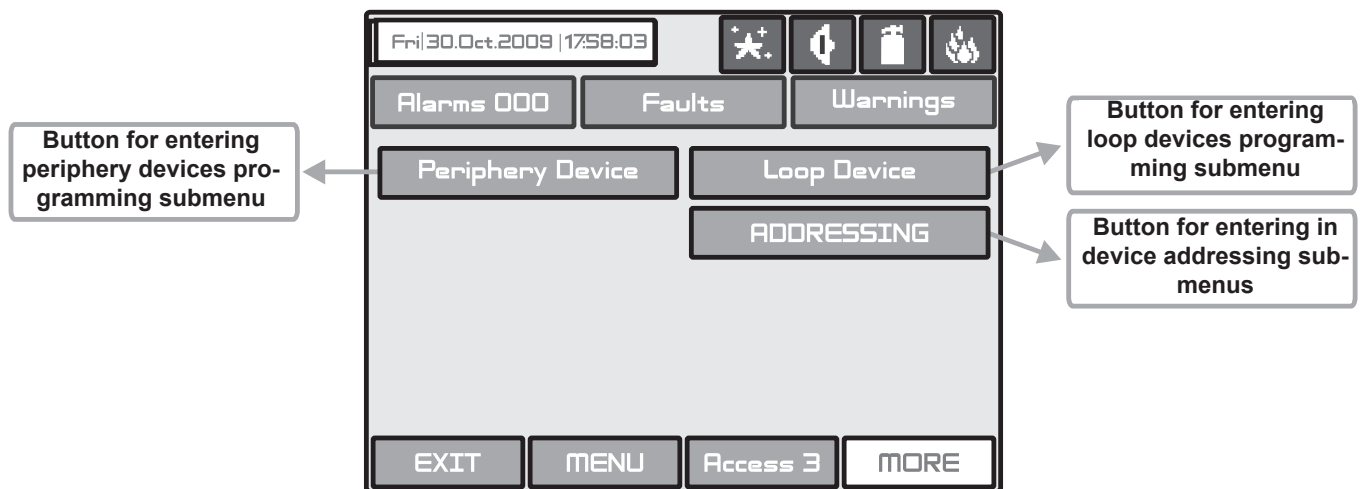 Fri|30.Oct.2009 |17:58:03
Alarms 000
Faults
Warnings
Button for entering
periphery devices pro-
gramming submenu
Periphery Device
Loop Device
ADDRESSING
Button for entering
loop devices program-
ming submenu
Button for entering in
device addressing sub-
menus
EXIT
MENU
Access 3
MORE